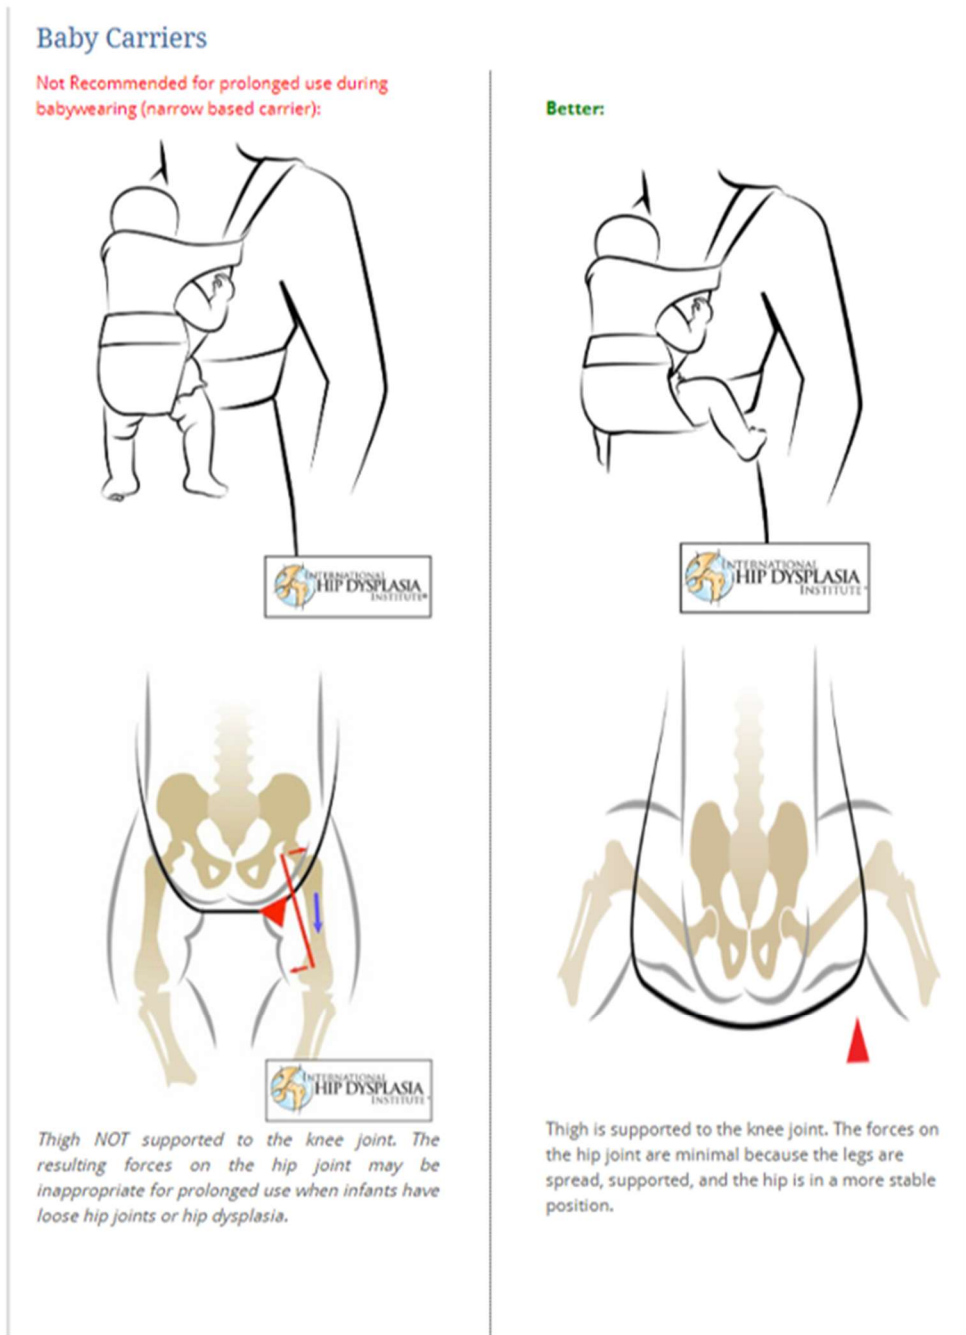 Baby Carriers
Not Recommended for prolonged use during
babywearing (narrow based carrier):
INTERNATIONAL
HIP DYSPLASIA
INSTITUTE®
INTERNATIONAL
HIP DYSPLASIA
INSTITUTE
Thigh NOT supported to the knee joint. The
resulting forces on the hip joint may be
inappropriate for prolonged use when infants have
loose hip joints or hip dysplasia.
Better:
INTERNATIONAL
HIP DYSPLASIA
INSTITUTE
Thigh is supported to the knee joint. The forces on
the hip joint are minimal because the legs are
spread, supported, and the hip is in a more stable
position.